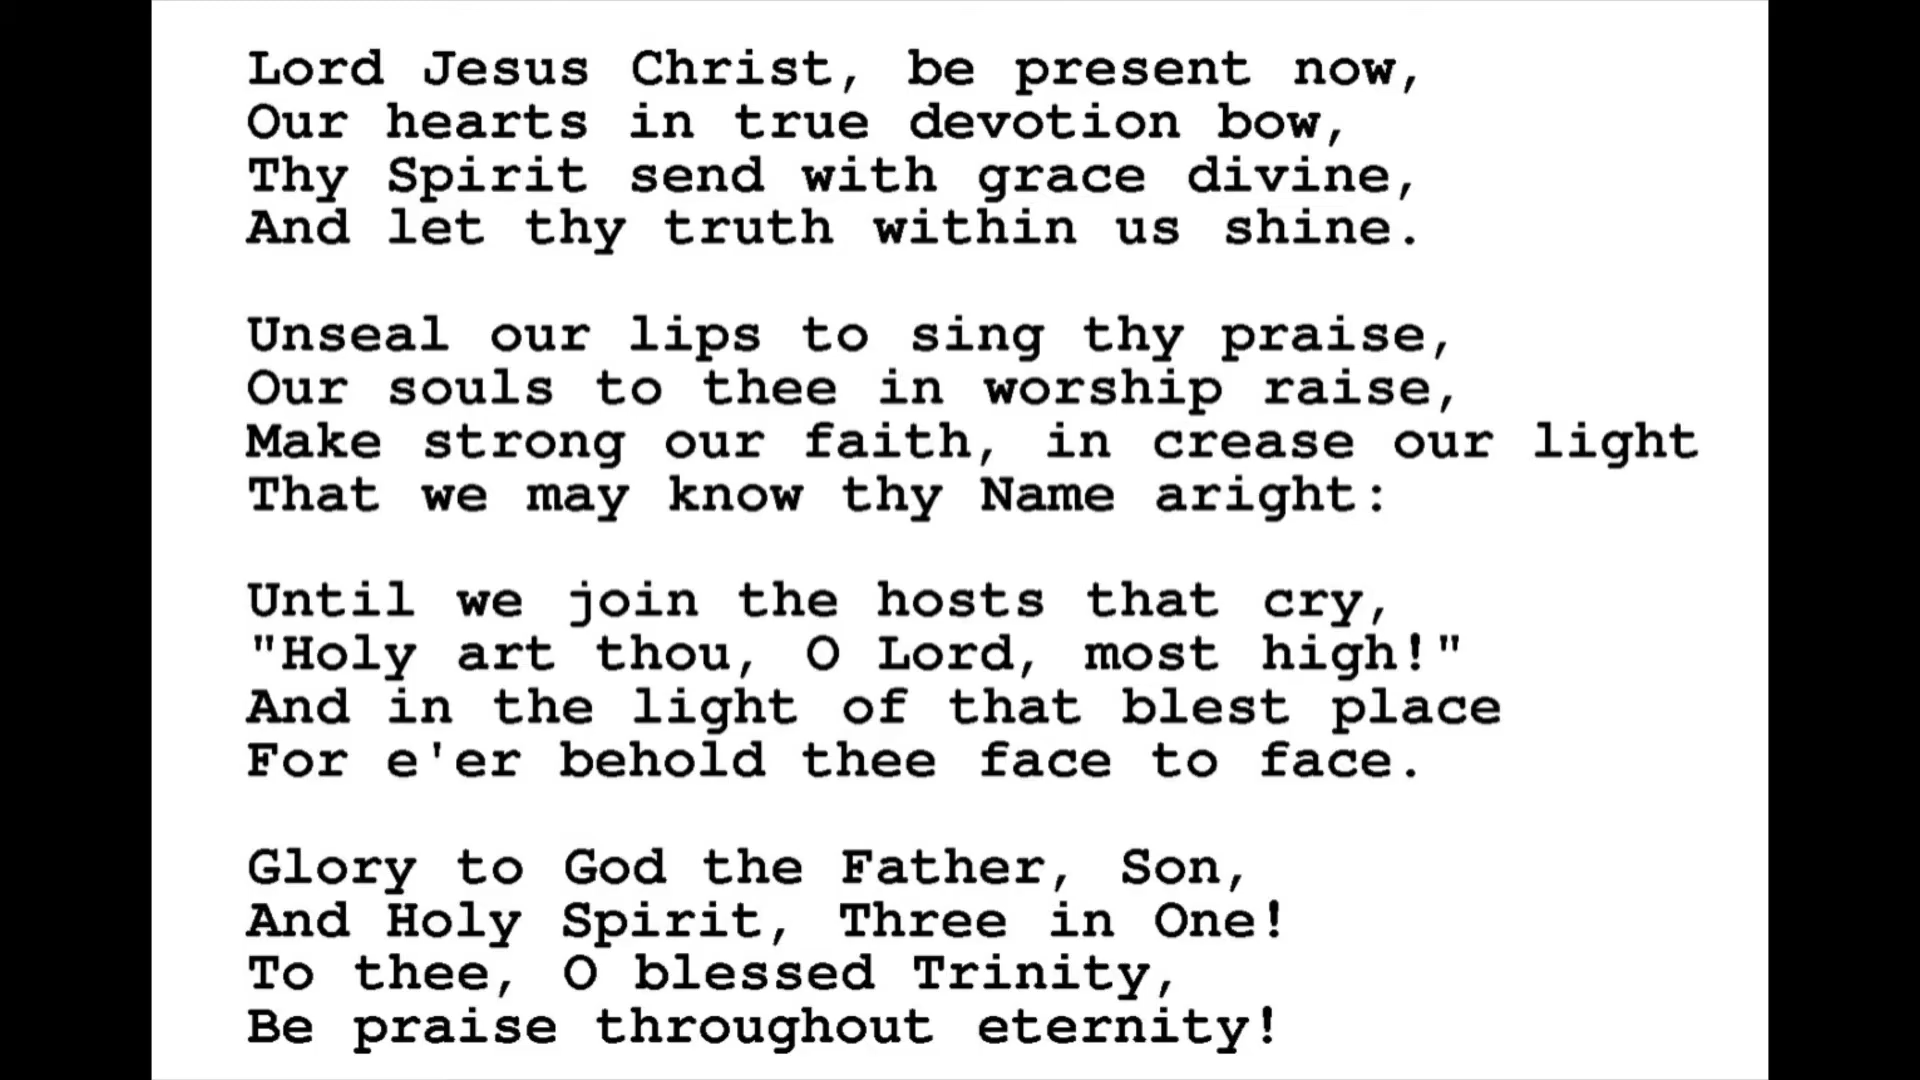 Lord Jesus Christ, be present now,
Our hearts in true devotion bow,
Thy Spirit send with grace divine,
And let thy truth within us shine.
Unseal our lips to sing thy praise,
Our souls to thee in worship raise,
Make strong our faith, in crease our light
That we may know thy Name aright:
Until we join the hosts that cry,
"Holy art thou, O Lord, most high!"
And in the light of that blest place
For e'er behold thee face to face.
Glory to God the Father, Son,
And Holy Spirit, Three in One!
To thee, O blessed Trinity,
Be praise throughout eternity!